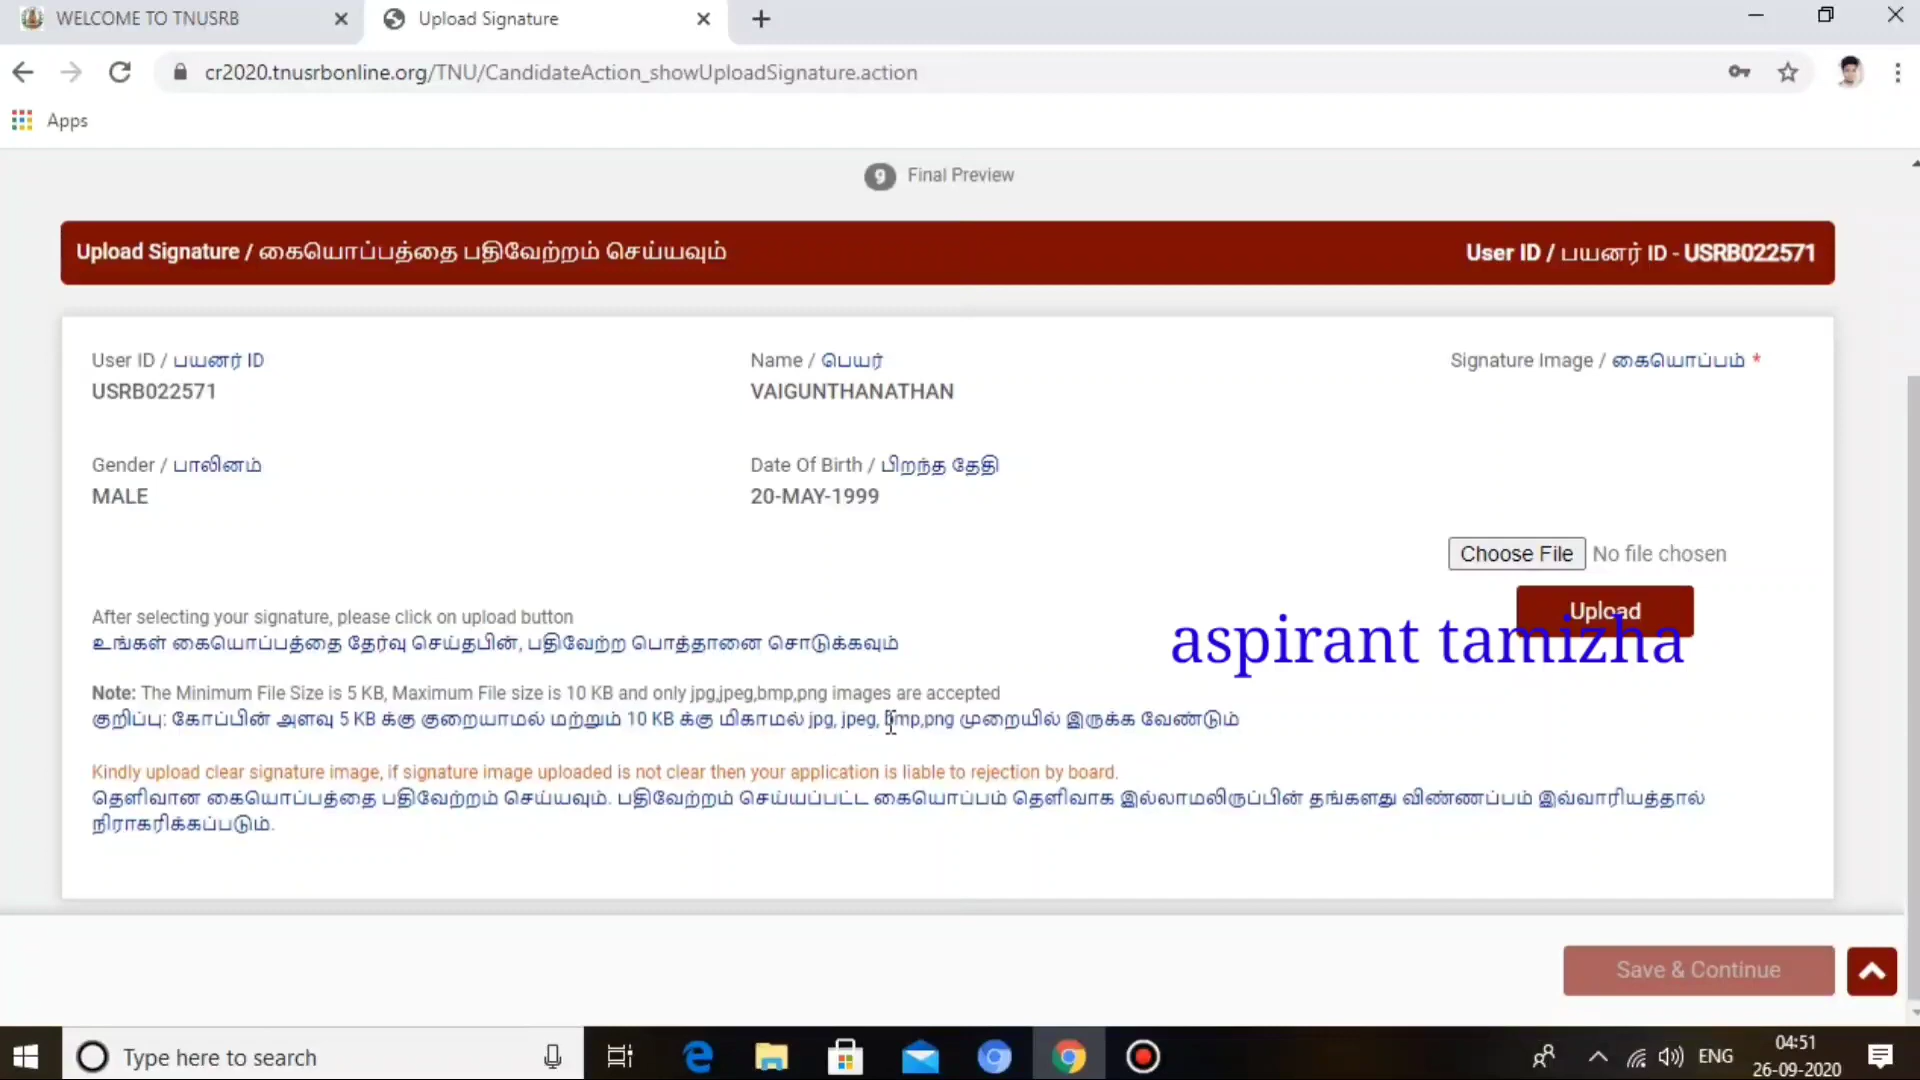 WELCOME TO TNUSRB
Upload Signature
cr2020.tnusrbonline.org/TNU/CandidateAction_showUploadSignature.action
Apps
9 Final Preview
Upload Signature / கையொப்பத்தை பதிவேற்றம் செய்யவும்
User ID / பயனர் ID - USRB022571
User ID / பயனர் ID
Name / பெயர்
Signature Image / கையொப்பம் *
USRB022571
VAIGUNTHANATHAN
Gender / பாலினம்
Date Of Birth / பிறந்த தேதி
MALE
20-MAY-1999
Choose File No file chosen
Upload
After selecting your signature, please click on upload button
உங்கள் கையொப்பத்தை தேர்வு செய்தபின், பதிவேற்ற பொத்தானை சொடுக்கவும்
aspirant tamizha
Note: The Minimum File Size is 5 KB, Maximum File size is 10 KB and only jpg,jpeg,bmp,png images are accepted
குறிப்பு: கோப்பின் அளவு 5 KB க்கு குறையாமல் மற்றும் 10 KB க்கு மிகாமல் jpg, jpeg, bmp,png முறையில் இருக்க வேண்டும்
Kindly upload clear signature image, if signature image uploaded is not clear then your application is liable to rejection by board.
தெளிவான கையொப்பத்தை பதிவேற்றம் செய்யவும். பதிவேற்றம் செய்யப்பட்ட கையொப்பம் தெளிவாக இல்லாமலிருப்பின் தங்களது விண்ணப்பம் இவ்வாரியத்தால்
நிராகரிக்கப்படும்.
Save & Continue
Type here to search
ENG
04:51
26-09-2020